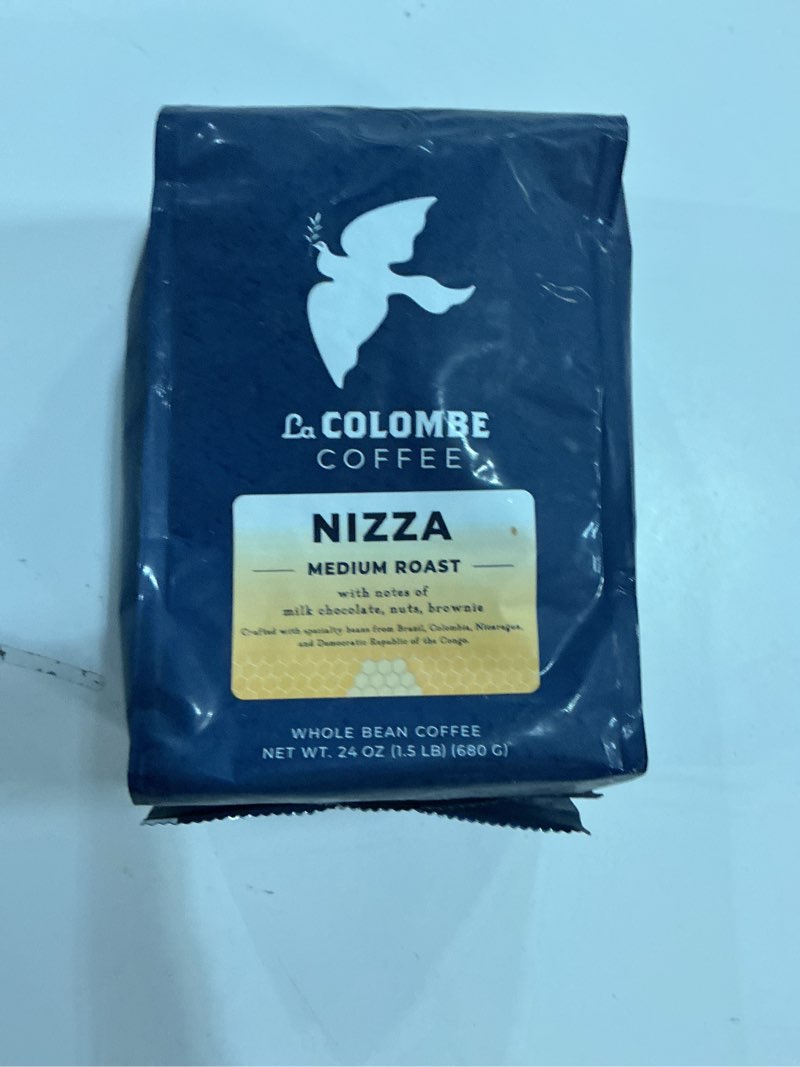 La COLOMBE
COFFEE
NIZZA
MEDIUM ROAST
with notes of
milk chocolate, nuts, brownie
Crafted with specialty beans from Brazil, Colombia, Nicaragua,
and Democratic Republic of the Congo.
WHOLE BEAN COFFEE
NET WT. 24 OZ (1.5 LB) (680 G)